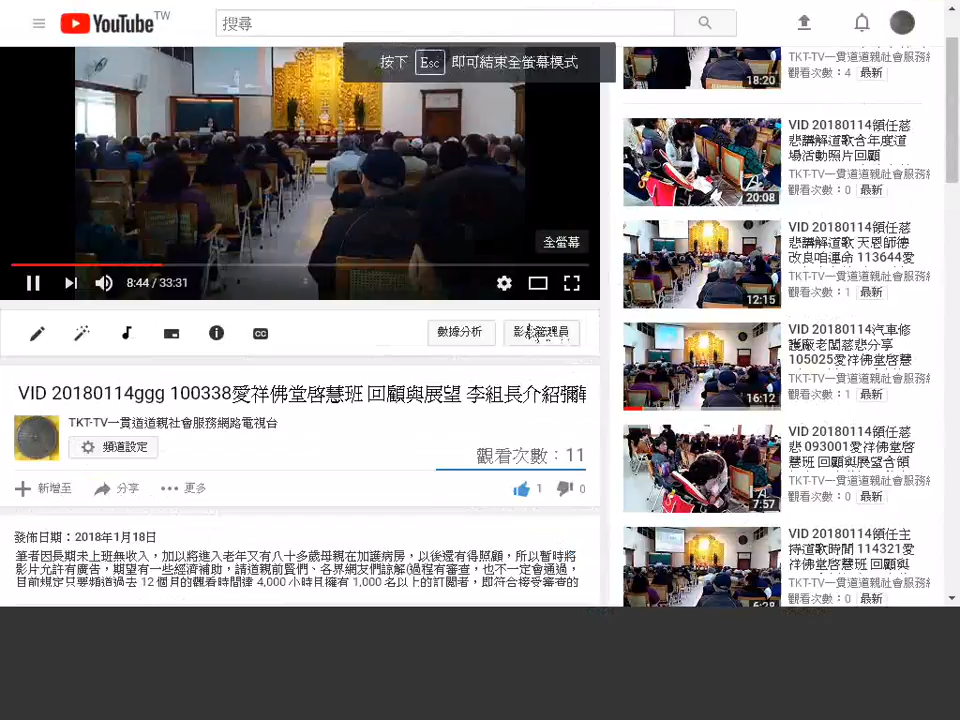 YouTube TW
搜尋
按下 Esc 即可結束全螢幕模式
全螢幕
8:44 / 33:31
數據分析
影片管理員
VID 20180114ggg 100338愛祥佛堂啓慧班 回顧與展望 李組長介紹彌
TKT-TV一貫道道親社會服務網路電視台
頻道設定
觀看次數：11
新增至
分享
更多
1
0
發佈日期：2018年1月18日
筆者因長期未上班無收入，加以將進入老年又有八十多歲母親在加護病房，以後還有得照顧，所以暫時將
影片允許有廣告，期望有一些經濟補助，請道親前賢們、各界網友們諒解(過程有審查，也不一定會通過，
目前規定只要頻道過去 12 個月的觀看時間達 4,000 小時且擁有 1,000 名以上的訂閱者，即符合接受審查的
18:20
TKT-TV一貫道道親社會服務
觀看次數：4 最新
20:08
VID 20180114領任慈
悲講解道歌含年度道
場活動照片回顧
TKT-TV一貫道道親社會服務
觀看次數：0 最新
12:15
VID 20180114領任慈
悲講解道歌 天恩師德
改良咱運命 113644愛
TKT-TV一貫道道親社會服務
觀看次數：1 最新
16:12
VID 20180114汽車修
護廠老闆慈悲分享
105025愛祥佛堂啓慧
TKT-TV一貫道道親社會服務
觀看次數：1 最新
7:57
VID 20180114領任慈
悲 093001愛祥佛堂啓
慧班 回顧與展望含領
TKT-TV一貫道道親社會服務
觀看次數：0 最新
6:28
VID 20180114領任主
持道歌時間 114321愛
祥佛堂啓慧班 回顧與
TKT-TV一貫道道親社會服務
觀看次數：0 最新